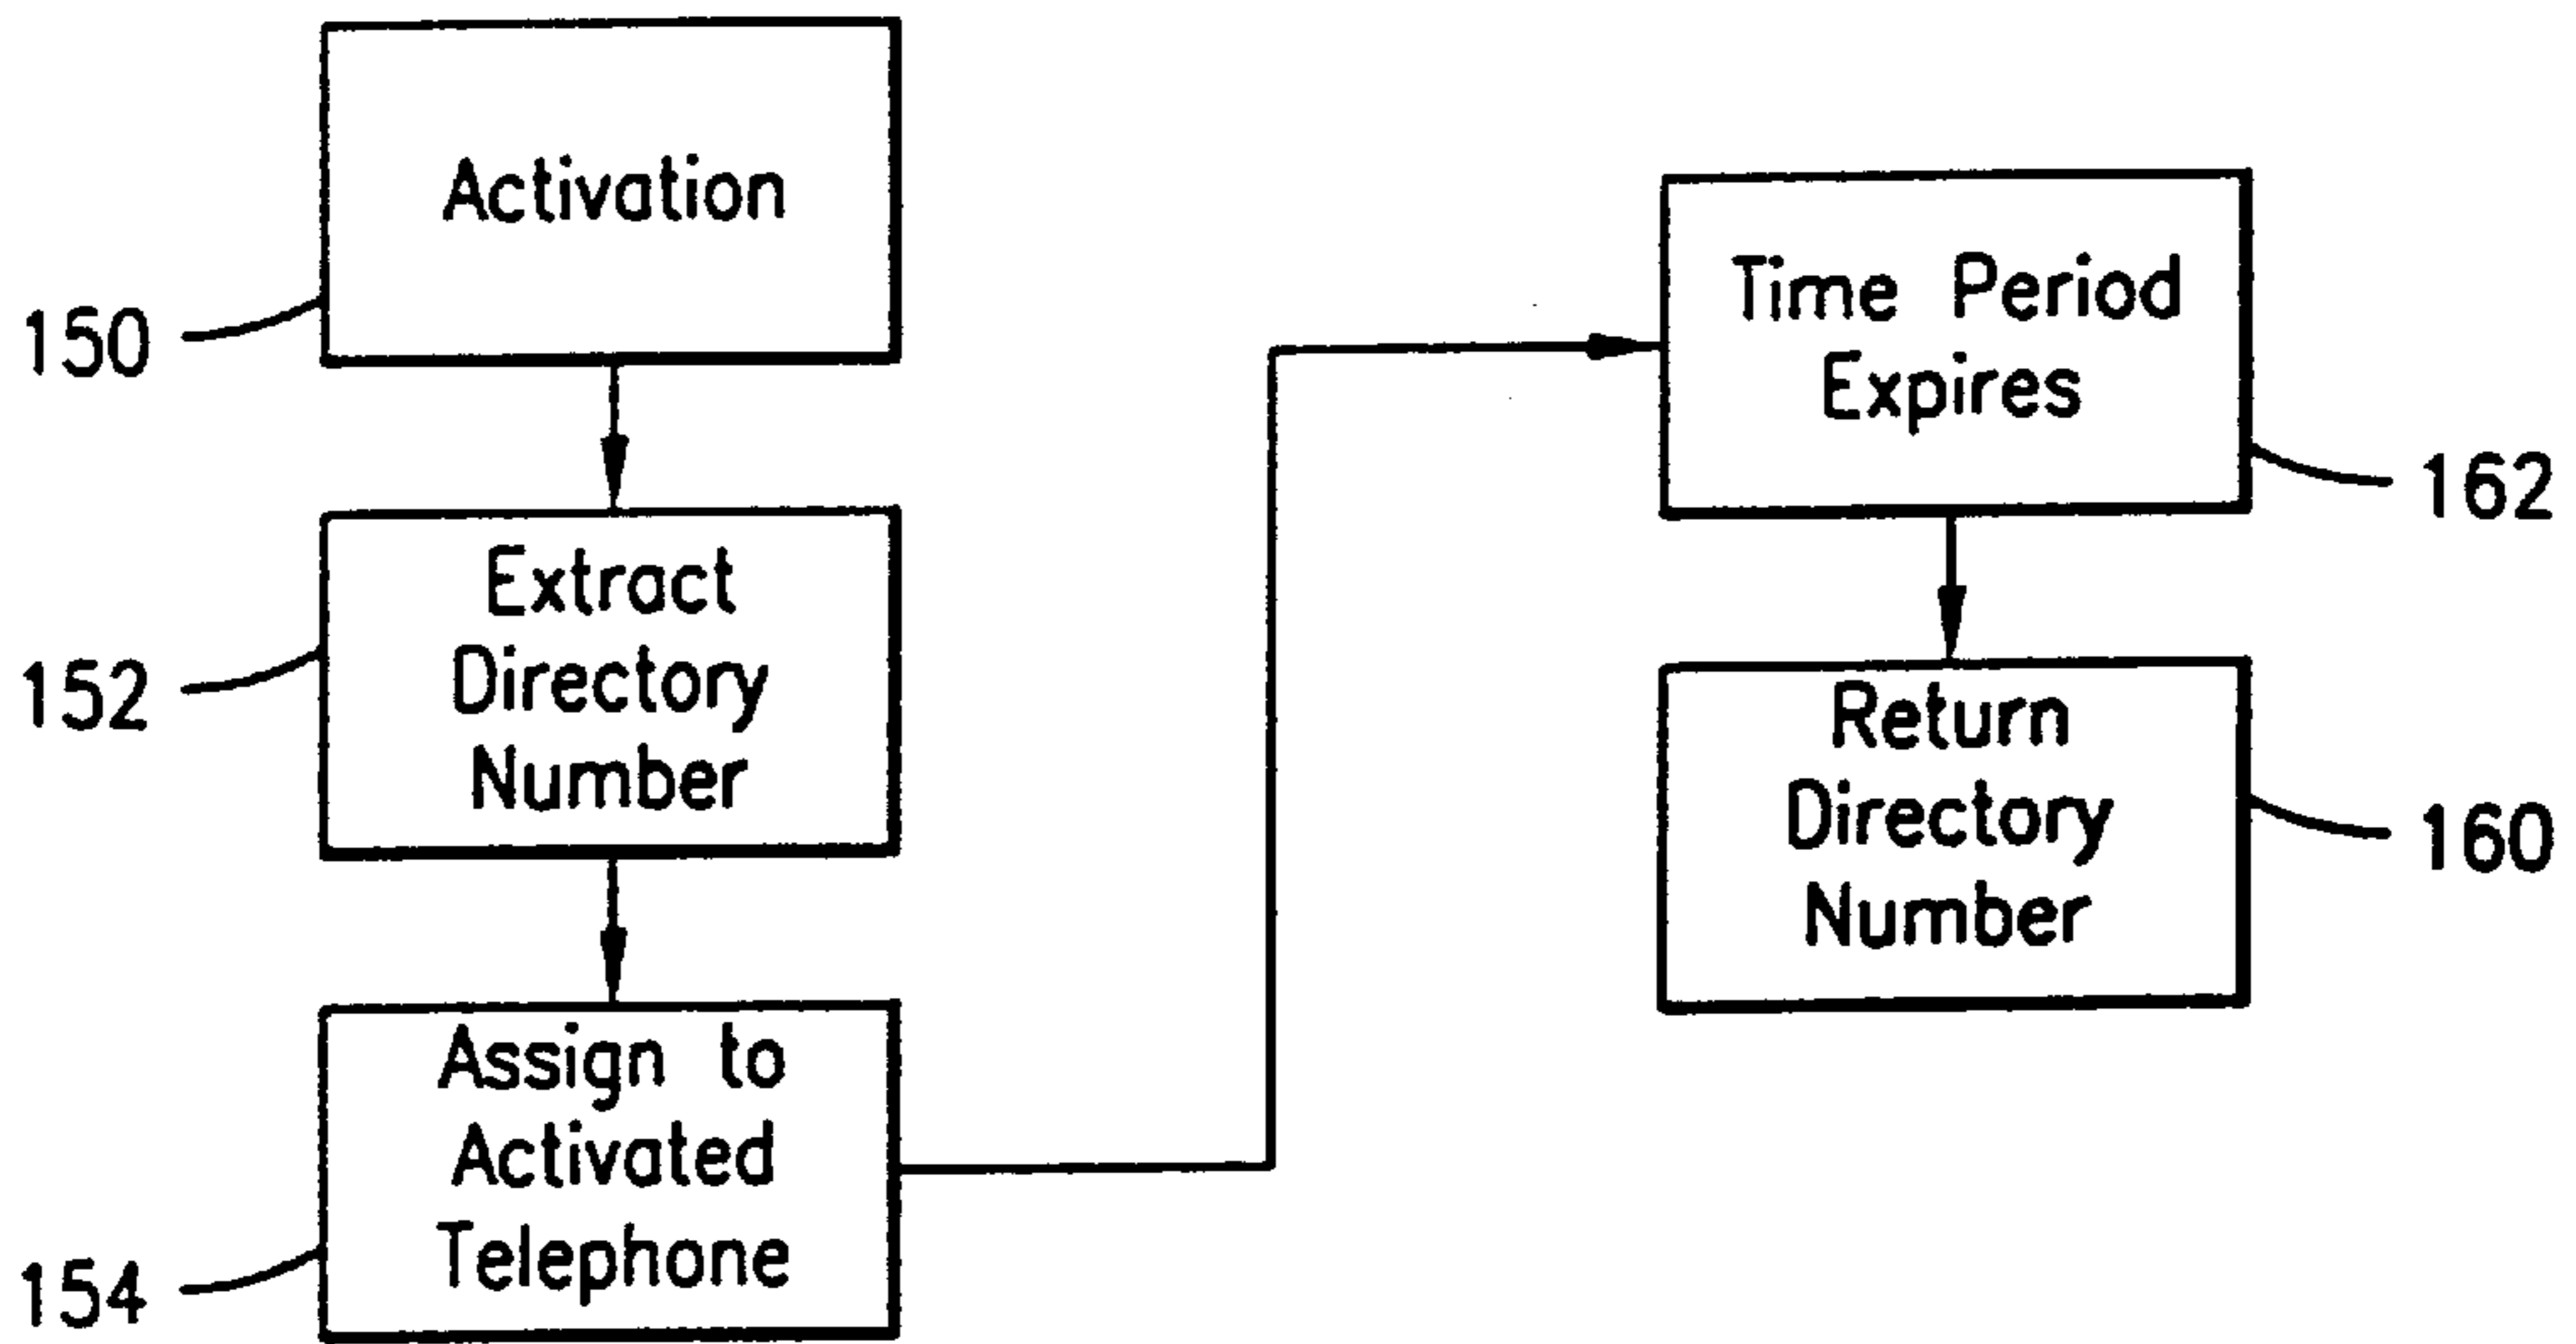 Activation
150
Extract
Directory
Number
152
Assign to
Activated
Telephone
154
Time Period
Expires
162
Return
Directory
Number
160